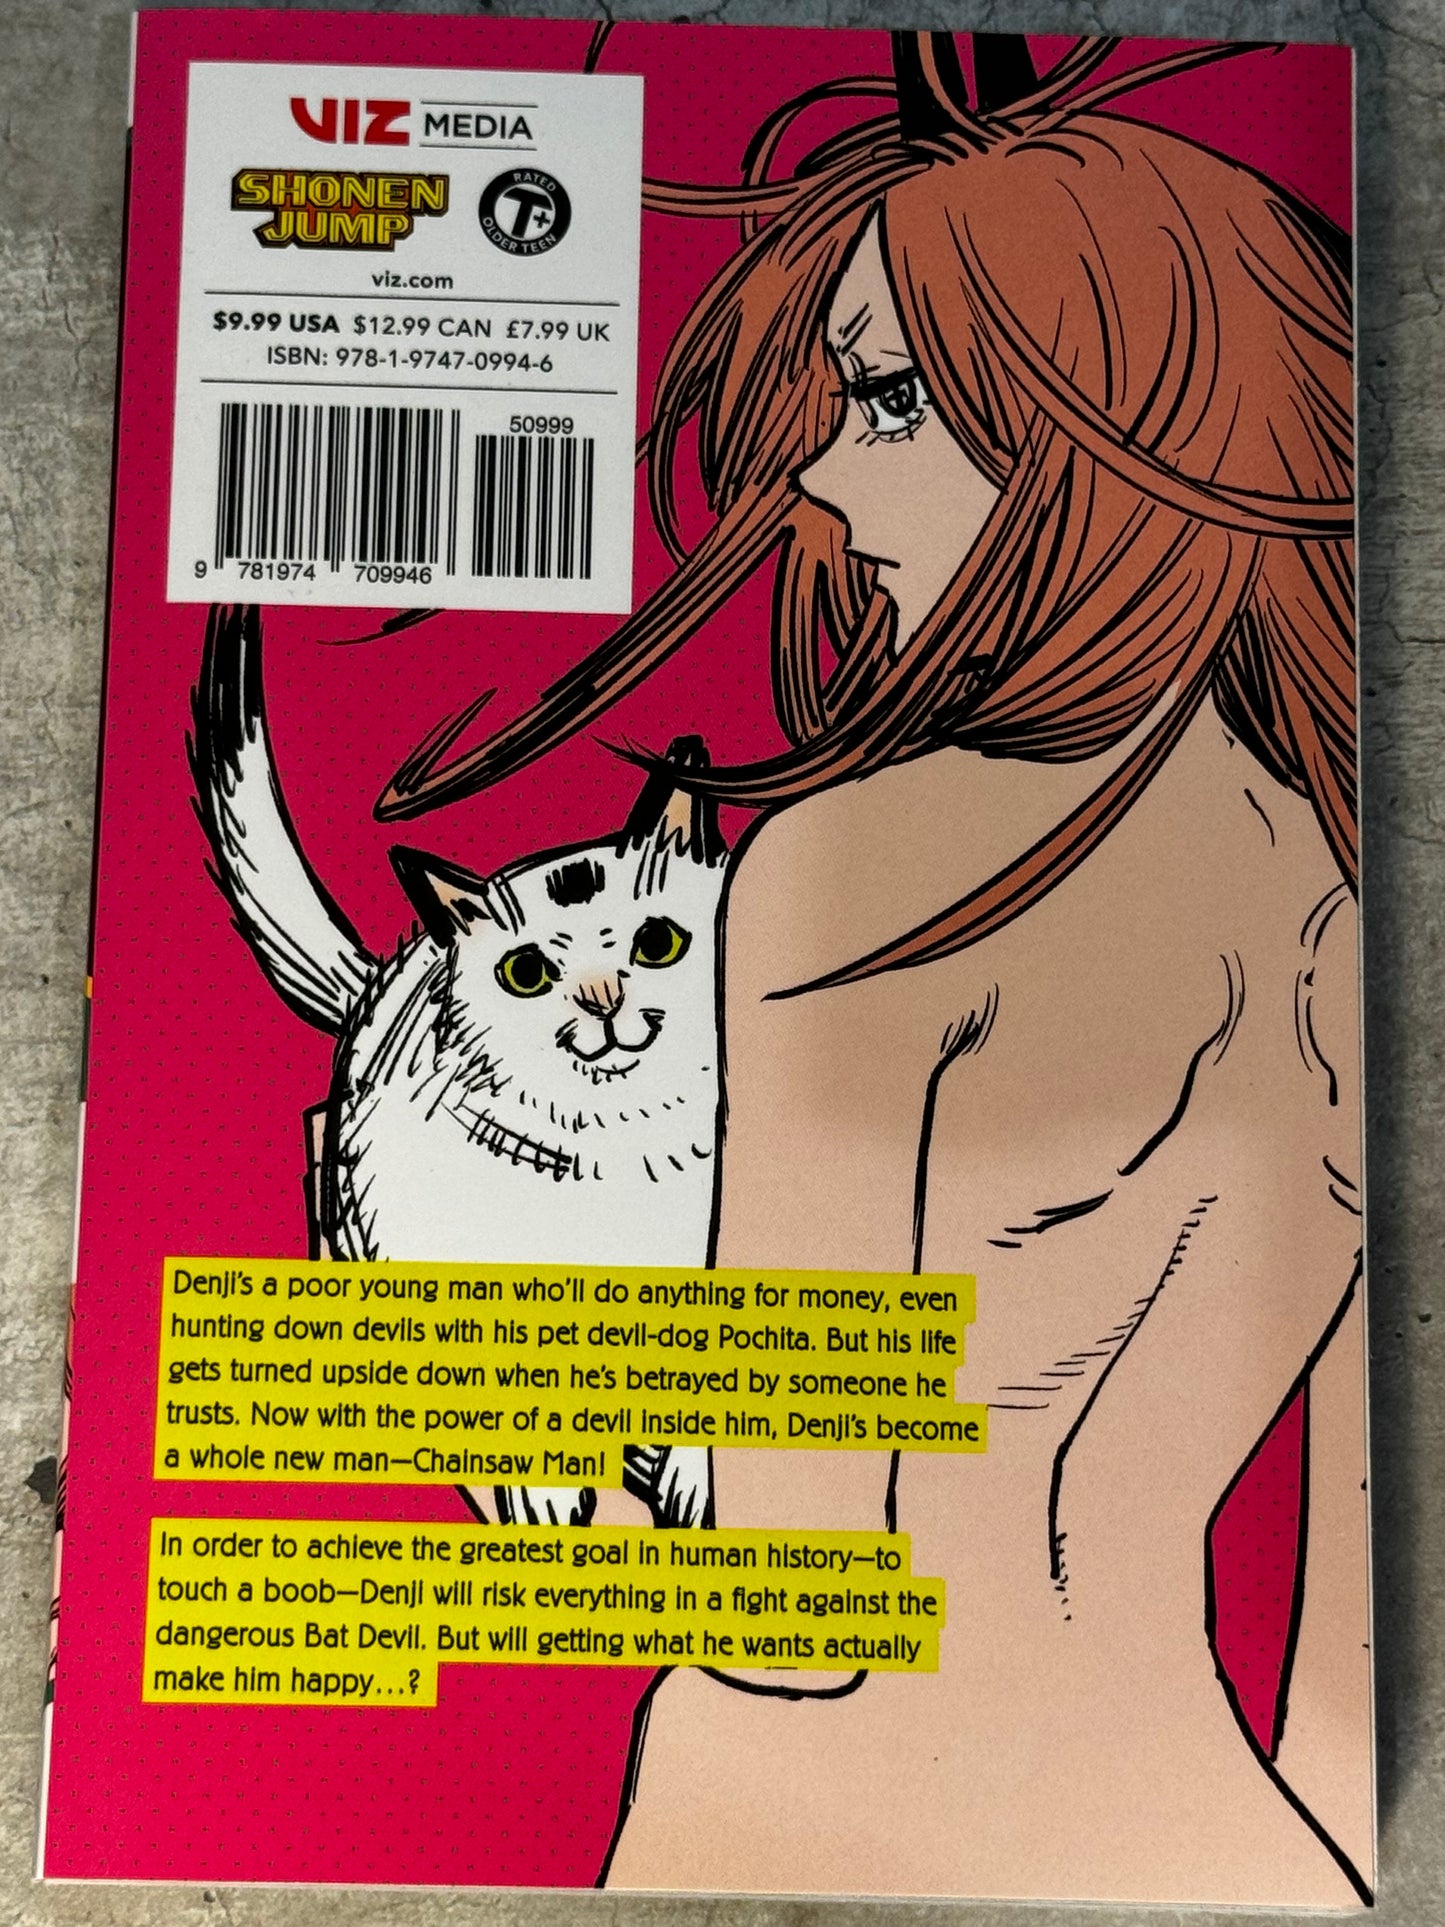 VIZ MEDIA
SHONEN
JUMP
RATED
T+
OLDER TEEN
viz.com
$9.99 USA $12.99 CAN £7.99 UK
ISBN: 978-1-9747-0994-6
50999
9 781974 709946
Denji's a poor young man who'll do anything for money, even
hunting down devils with his pet devil-dog Pochita. But his life
gets turned upside down when he's betrayed by someone he
trusts. Now with the power of a devil inside him, Denji's become
a whole new man—Chainsaw Man!
In order to achieve the greatest goal in human history—to
touch a boob—Denji will risk everything in a fight against the
dangerous Bat Devil. But will getting what he wants actually
make him happy...?